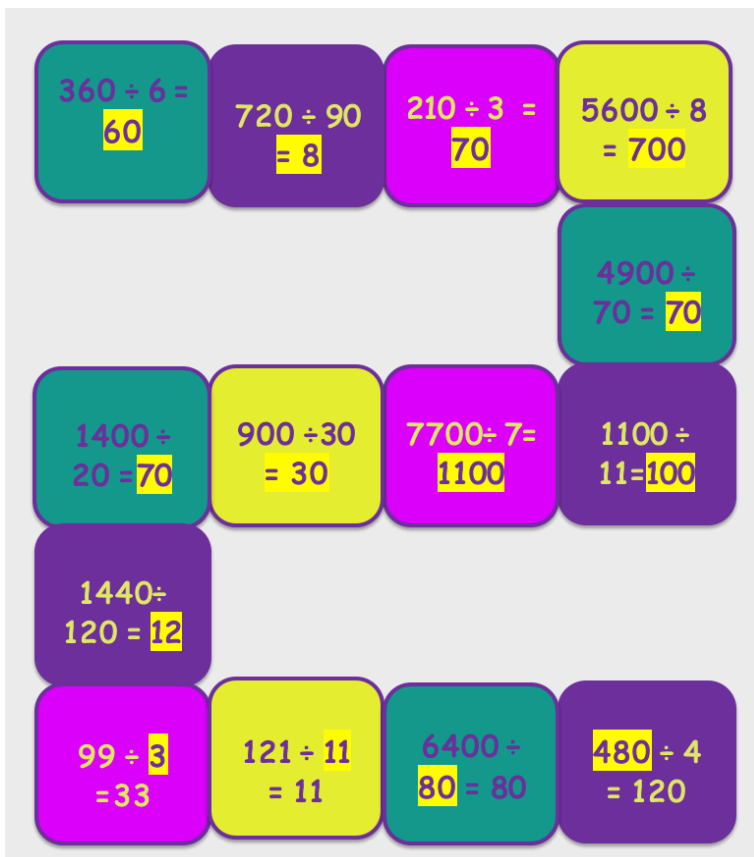 360 ÷ 6 =
60
720 ÷ 90
= 8
210 ÷ 3  =
70
5600 ÷ 8
= 700
4900 ÷
70 = 70
1100 ÷
11=100
7700÷ 7=
1100
900 ÷30
= 30
1400 ÷
20 =70
1440÷
120 = 12
99 ÷ 3
=33
121 ÷ 11
= 11
6400 ÷
80 = 80
480 ÷ 4
= 120